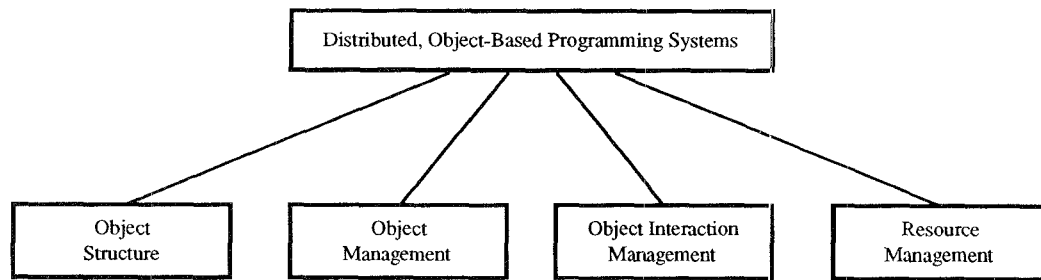 Distributed, Object-Based Programming Systems
Object
Structure
Object
Management
Object Interaction
Management
Resource
Management